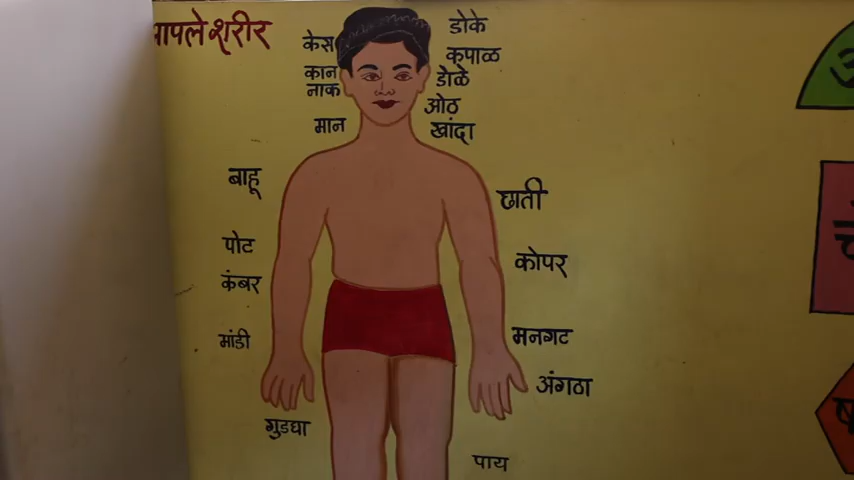 आपले शरीर
केस
कान
नाक
मान
बाहू
पोट
कंबर
मांडी
गुडघा
डोके
कपाळ
डोळे
ओठ
खांदा
छाती
कोपर
मनगट
अंगठा
पाय